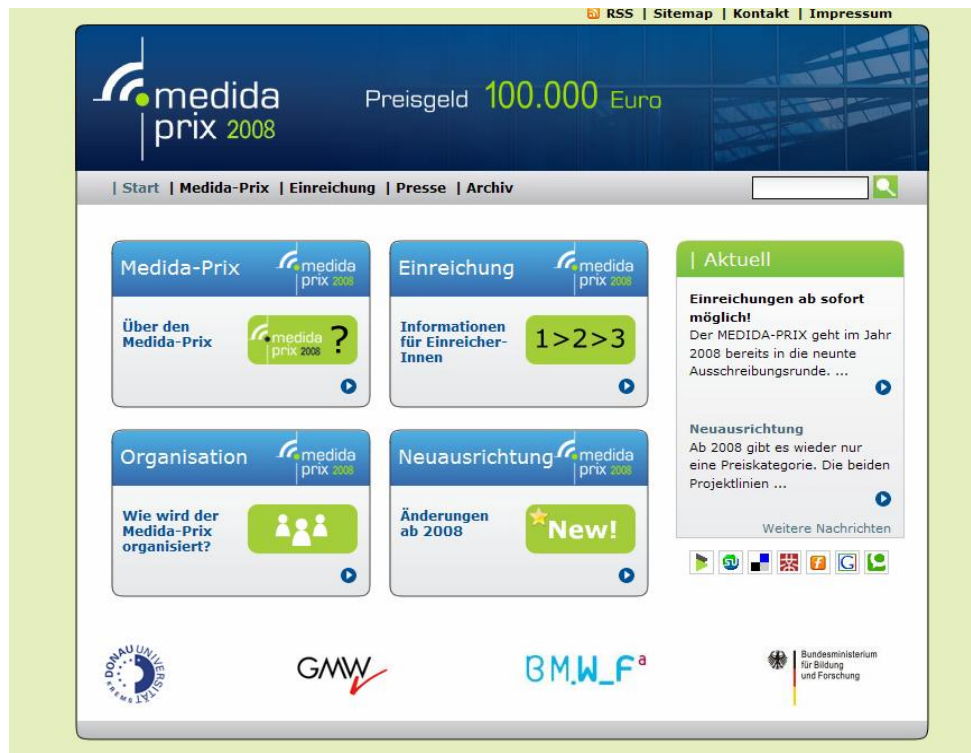 RSS | Sitemap | Kontakt | Impressum
medida
prix 2008
Preisgeld 100.000 Euro
| Start | Medida-Prix | Einreichung | Presse | Archiv
Medida-Prix
medida
prix 2008
Über den
Medida-Prix
medida
prix 2008
?
Einreichung
medida
prix 2008
Informationen
für Einreicher-
Innen
1>2>3
Organisation
medida
prix 2008
Wie wird der
Medida-Prix
organisiert?
Neuausrichtung
medida
prix 2008
Änderungen
ab 2008
New!
| Aktuell
Einreichungen ab sofort
möglich!
Der MEDIDA-PRIX geht im Jahr
2008 bereits in die neunte
Ausschreibungsrunde. ...
Neuausrichtung
Ab 2008 gibt es wieder nur
eine Preiskategorie. Die beiden
Projektlinien ...
Weitere Nachrichten
DONAU UNIVERSITÄT KREMS
GMW
BM.W_Fa
Bundesministerium
für Bildung
und Forschung